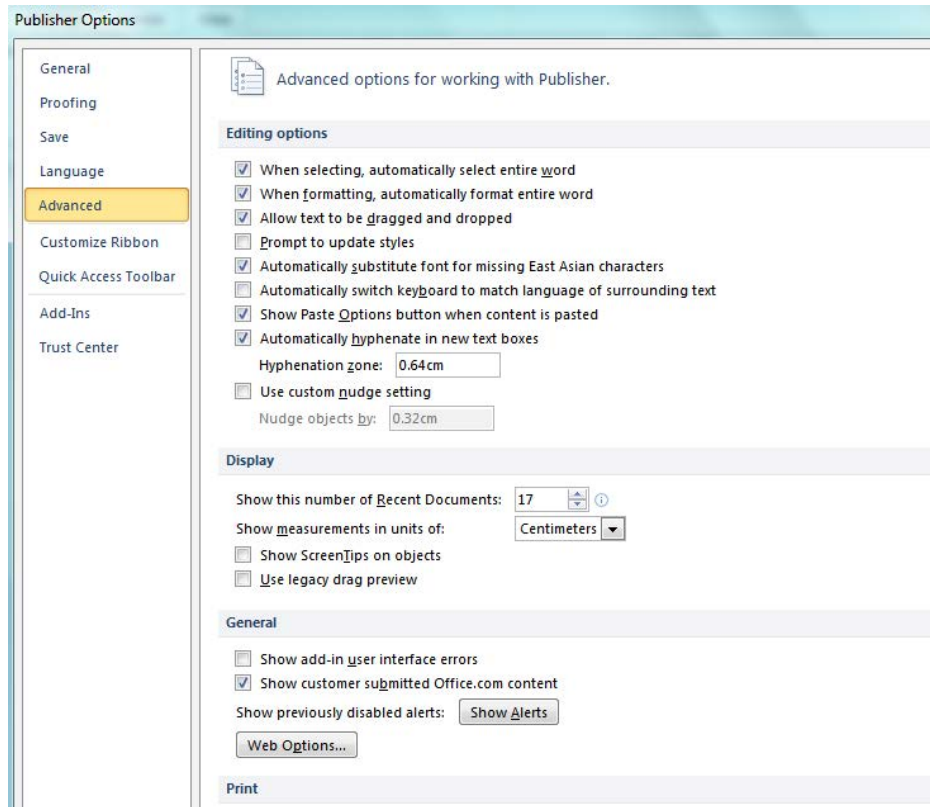 Publisher Options
General
Proofing
Save
Language
Advanced
Customize Ribbon
Quick Access Toolbar
Add-Ins
Trust Center
Advanced options for working with Publisher.
Editing options
When selecting, automatically select entire word
When formatting, automatically format entire word
Allow text to be dragged and dropped
Prompt to update styles
Automatically substitute font for missing East Asian characters
Automatically switch keyboard to match language of surrounding text
Show Paste Options button when content is pasted
Automatically hyphenate in new text boxes
Hyphenation zone: 0.64cm
Use custom nudge setting
Nudge objects by: 0.32cm
Display
Show this number of Recent Documents: 17
Show measurements in units of: Centimeters
Show ScreenTips on objects
Use legacy drag preview
General
Show add-in user interface errors
Show customer submitted Office.com content
Show previously disabled alerts: Show Alerts
Web Options...
Print